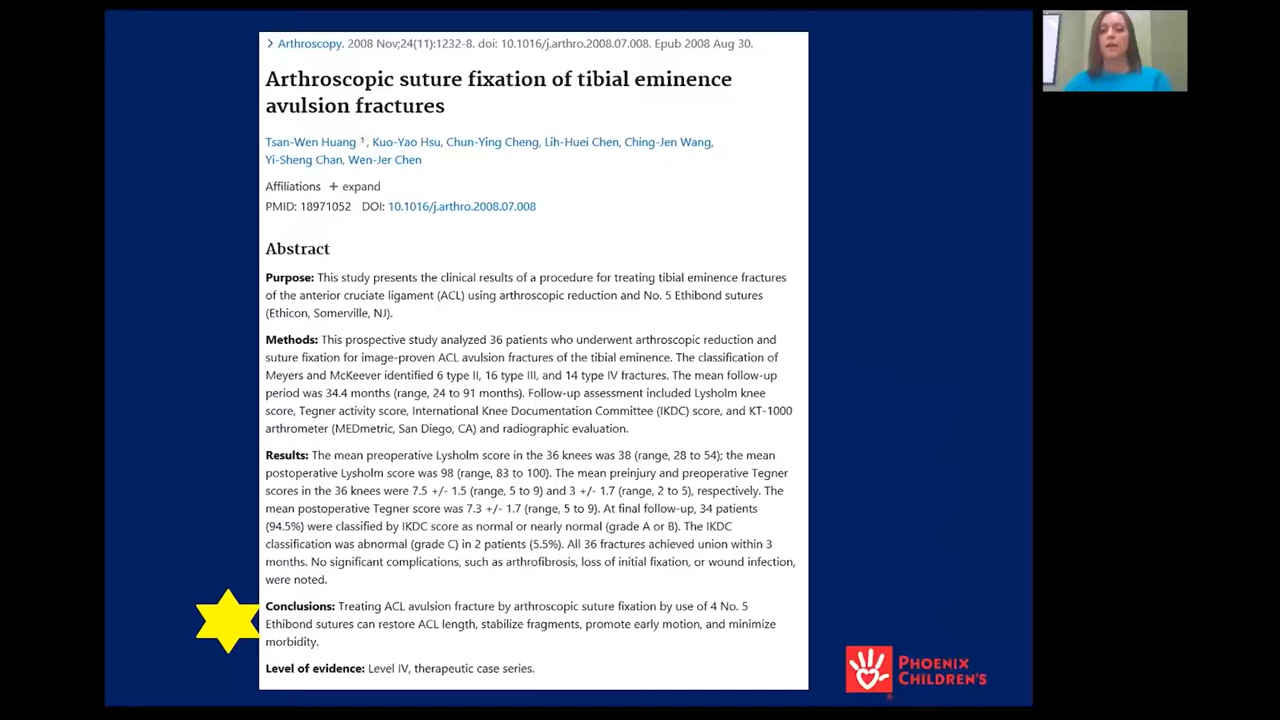 Arthroscopy. 2008 Nov;24(11):1232-8. doi: 10.1016/j.arthro.2008.07.008. Epub 2008 Aug 30.
Arthroscopic suture fixation of tibial eminence
avulsion fractures
Tsan-Wen Huang 1, Kuo-Yao Hsu, Chun-Ying Cheng, Lih-Huei Chen, Ching-Jen Wang,
Yi-Sheng Chan, Wen-Jer Chen
Affiliations + expand
PMID: 18971052 DOI: 10.1016/j.arthro.2008.07.008
Abstract
Purpose: This study presents the clinical results of a procedure for treating tibial eminence fractures
of the anterior cruciate ligament (ACL) using arthroscopic reduction and No. 5 Ethibond sutures
(Ethicon, Somerville, NJ).
Methods: This prospective study analyzed 36 patients who underwent arthroscopic reduction and
suture fixation for image-proven ACL avulsion fractures of the tibial eminence. The classification of
Meyers and McKeever identified 6 type II, 16 type III, and 14 type IV fractures. The mean follow-up
period was 34.4 months (range, 24 to 91 months). Follow-up assessment included Lysholm knee
score, Tegner activity score, International Knee Documentation Committee (IKDC) score, and KT-1000
arthrometer (MEDmetric, San Diego, CA) and radiographic evaluation.
Results: The mean preoperative Lysholm score in the 36 knees was 38 (range, 28 to 54); the mean
postoperative Lysholm score was 98 (range, 83 to 100). The mean preinjury and preoperative Tegner
scores in the 36 knees were 7.5 +/- 1.5 (range, 5 to 9) and 3 +/- 1.7 (range, 2 to 5), respectively. The
mean postoperative Tegner score was 7.3 +/- 1.7 (range, 5 to 9). At final follow-up, 34 patients
(94.5%) were classified by IKDC score as normal or nearly normal (grade A or B). The IKDC
classification was abnormal (grade C) in 2 patients (5.5%). All 36 fractures achieved union within 3
months. No significant complications, such as arthrofibrosis, loss of initial fixation, or wound infection,
were noted.
Conclusions: Treating ACL avulsion fracture by arthroscopic suture fixation by use of 4 No. 5
Ethibond sutures can restore ACL length, stabilize fragments, promote early motion, and minimize
morbidity.
Level of evidence: Level IV, therapeutic case series.
PHOENIX
CHILDREN'S